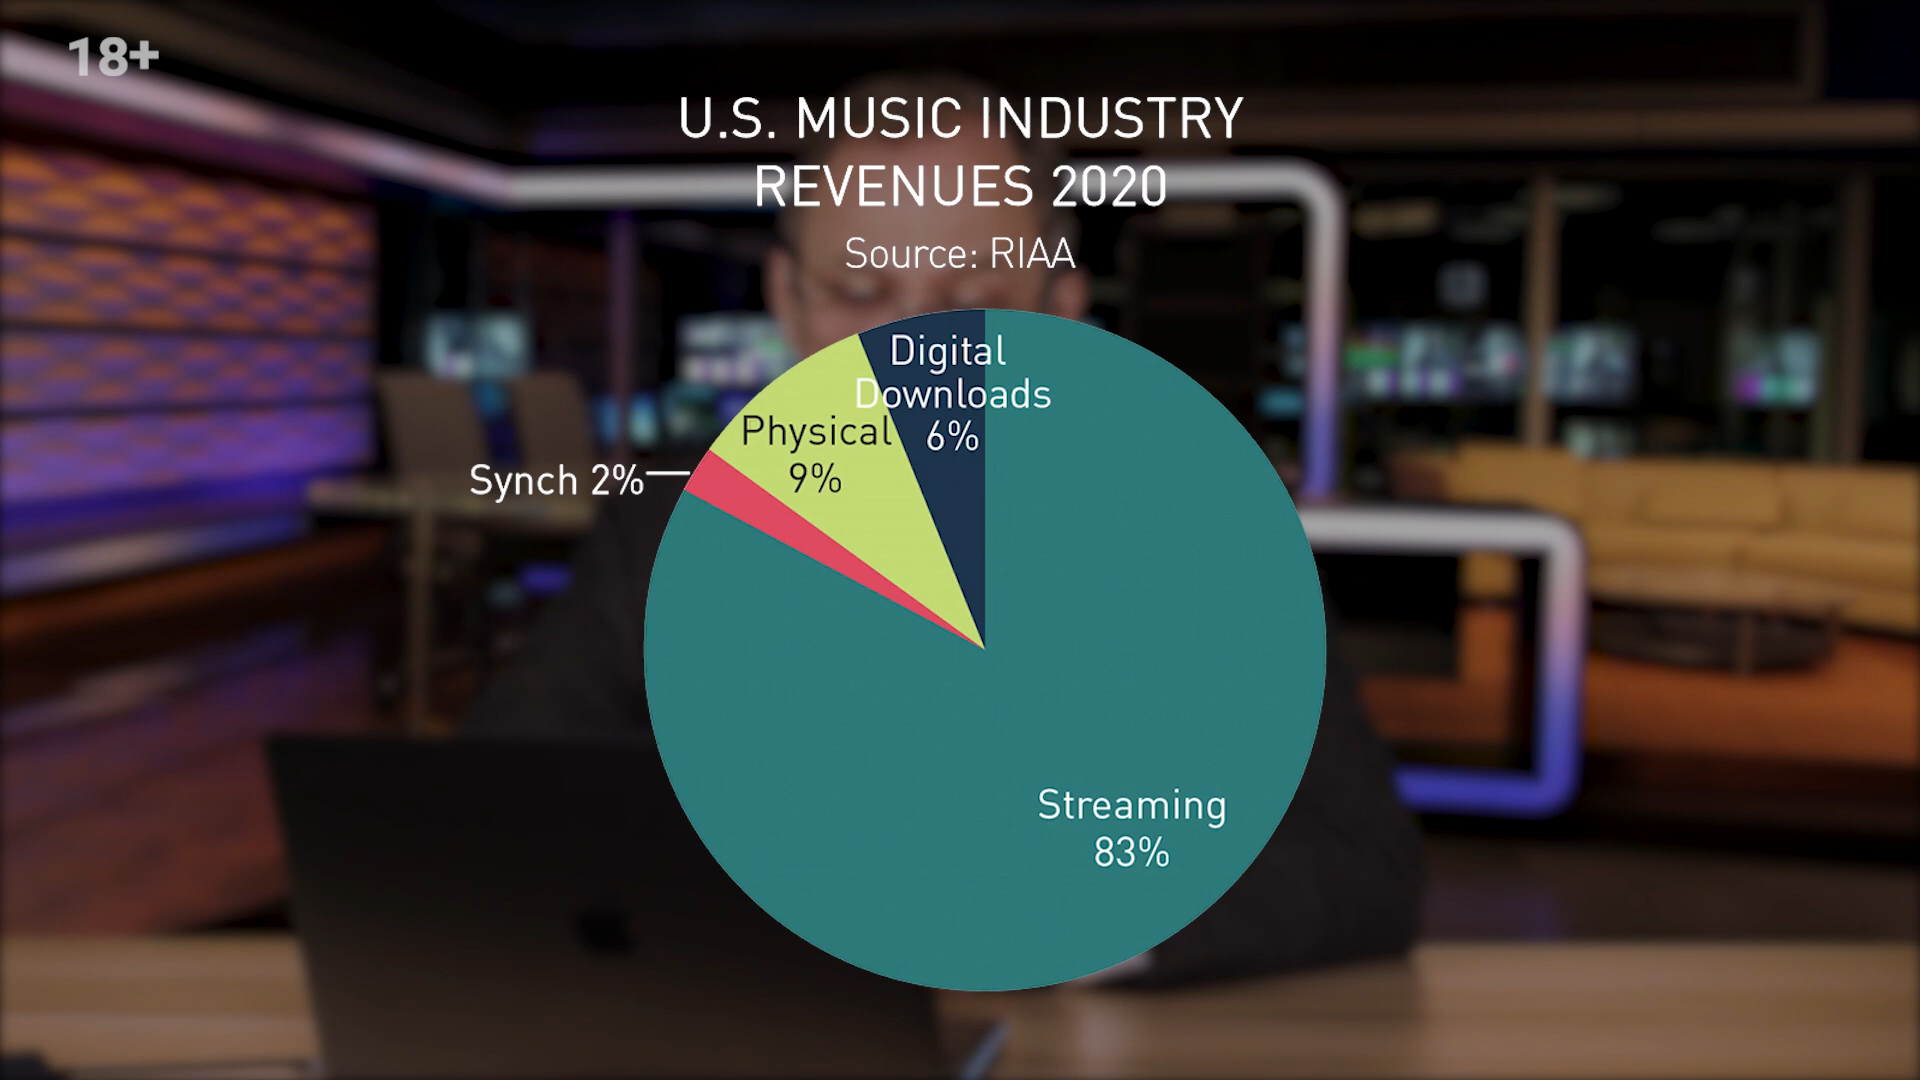 18+
U.S. MUSIC INDUSTRY
REVENUES 2020
Source: RIAA
Digital
Downloads
6%
Physical
9%
Synch 2%
Streaming
83%